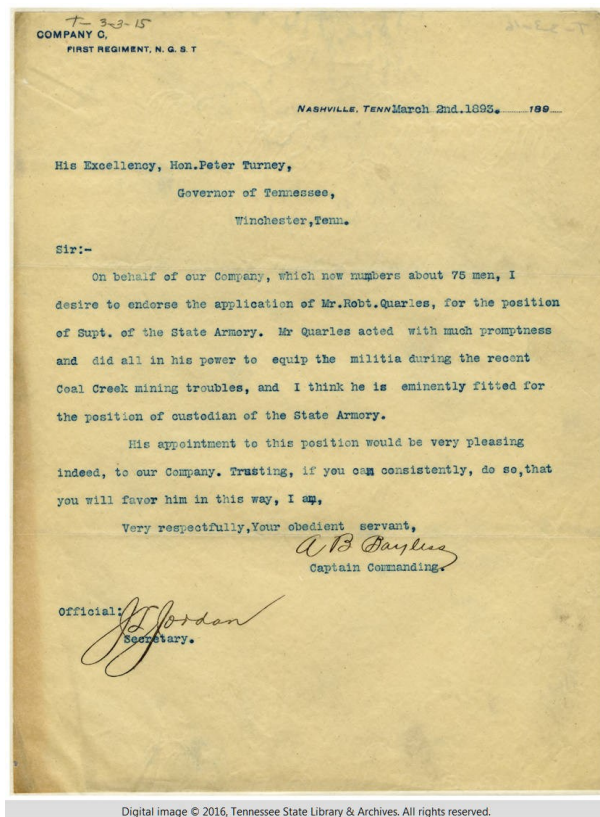 T- 3-3-15
COMPANY C,
FIRST REGIMENT, N. G. S. T
NASHVILLE, TENN March 2nd.1893. 189
His Excellency, Hon.Peter Turney,
Governor of Tennessee,
Winchester,Tenn.
Sir:-
On behalf of our Company, which now numbers about 75 men, I
desire to endorse the application of Mr.Robt.Quarles, for the position
of Supt. of the State Armory. Mr Quarles acted with much promptness
and did all in his power to equip the militia during the recent
Coal Creek mining troubles, and I think he is eminently fitted for
the position of custodian of the State Armory.
His appointment to this position would be very pleasing
indeed, to our Company. Trusting, if you can consistently, do so,that
you will favor him in this way, I am,
Very respectfully,Your obedient servant,
A B Bayless
Captain Commanding.
Official:
J L Jordan
Secretary.
Digital image © 2016, Tennessee State Library & Archives. All rights reserved.